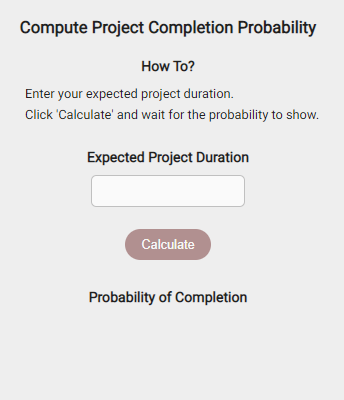 Compute Project Completion Probability
How To?
Enter your expected project duration.
Click 'Calculate' and wait for the probability to show.
Expected Project Duration
Calculate
Probability of Completion